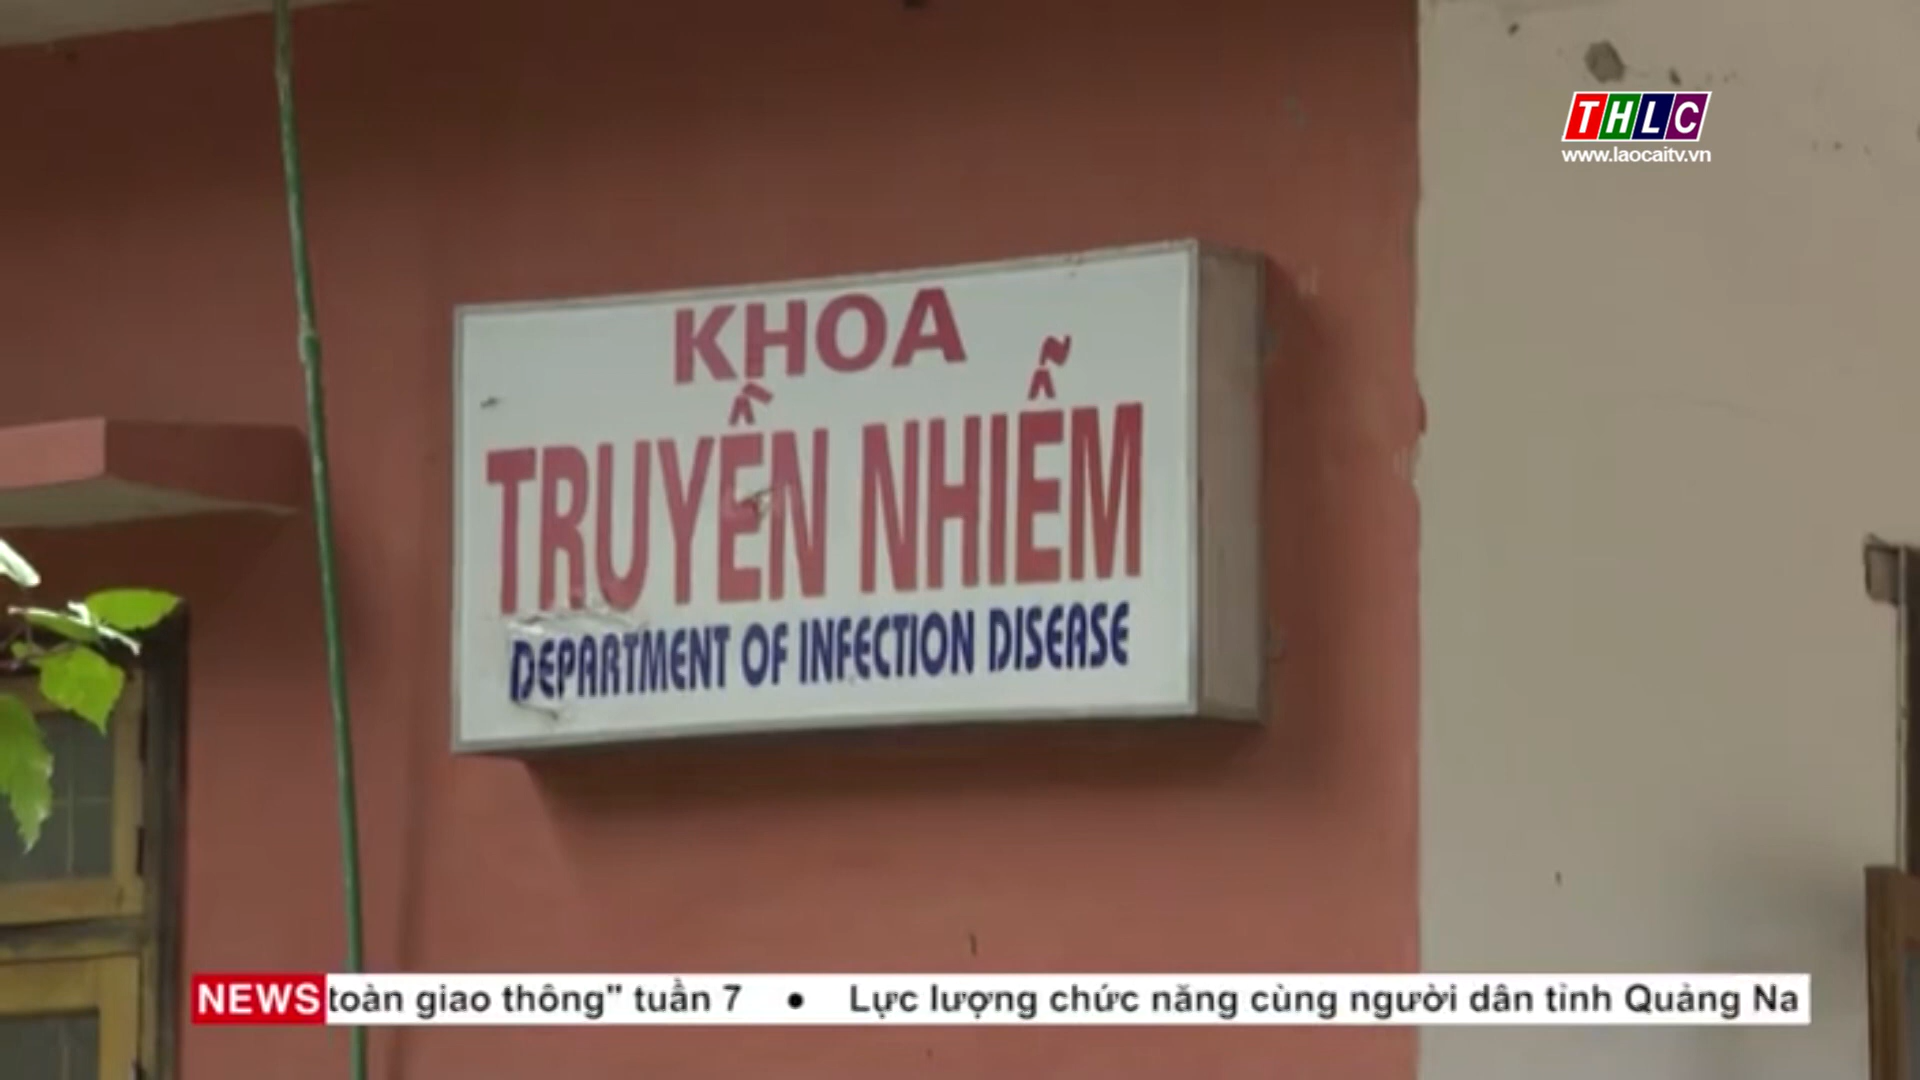 THLC
www.laocaitv.vn
KHOA
TRUYỀN NHIỄM
DEPARTMENT OF INFECTION DISEASE
NEWS toàn giao thông" tuần 7 • Lực lượng chức năng cùng người dân tỉnh Quảng Na